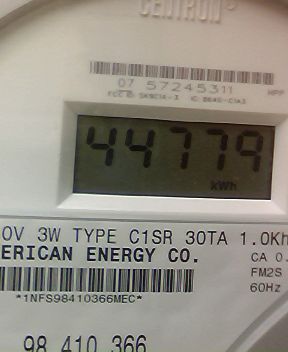 CENTRON
07 57245311
44779
kWh
0V 3W TYPE C1SR 30TA 1.0Kh
ERICAN ENERGY CO.
CA 0.
FM2S
60Hz
*1NFS98410366MEC*
98 410 366